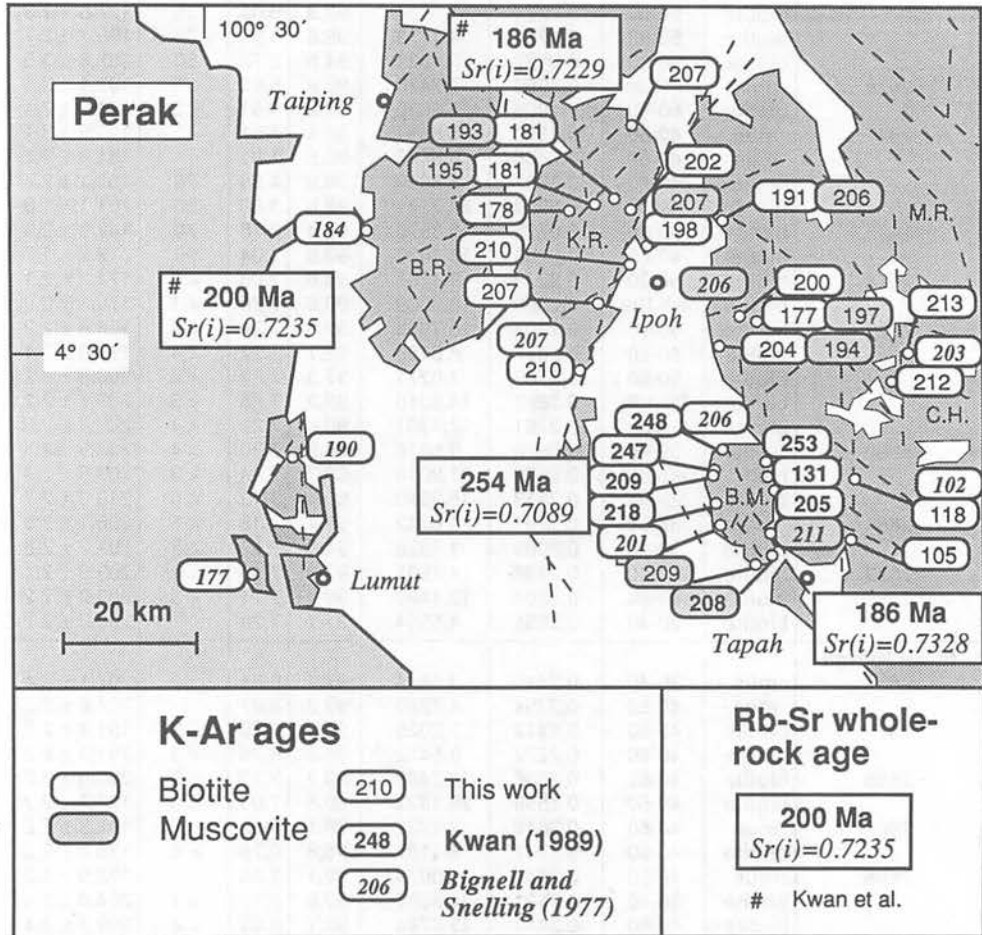 100° 30'
# 186 Ma
Sr(i)=0.7229
207
Perak
Taiping
193 181
202
195 181
207
191 206
M.R.
178
198
184
K.R.
210
B.R.
206
200
# 200 Ma
Sr(i)=0.7235
207
Ipoh
177 197
213
207
204 194
203
4° 30'
210
212
C.H.
248 206
190
247
253
254 Ma
Sr(i)=0.7089
209
B.M.
131
102
218
205
118
201
211
177
Lumut
209
105
20 km
208
Tapah
186 Ma
Sr(i)=0.7328
K-Ar ages
Biotite
Muscovite
210 This work
248 Kwan (1989)
206 Bignell and
Snelling (1977)
Rb-Sr whole-
rock age
200 Ma
Sr(i)=0.7235
# Kwan et al.